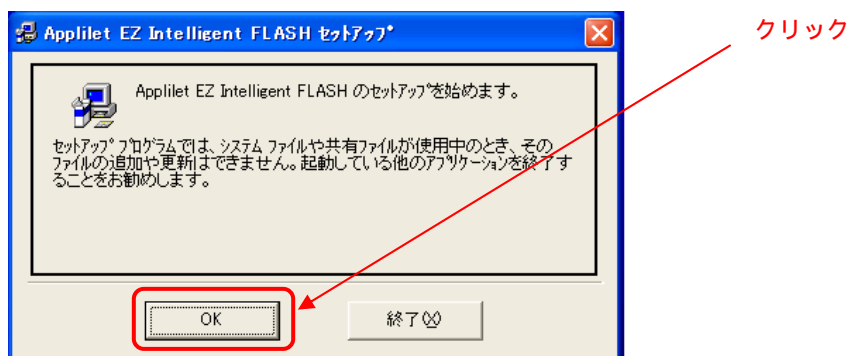 Applilet EZ Intelligent FLASH ｾｯﾄｱｯﾌﾟ
クリック
Applilet EZ Intelligent FLASH のｾｯﾄｱｯﾌﾟを始めます。
ｾｯﾄｱｯﾌﾟ ﾌﾟﾛｸﾞﾗﾑでは、ｼｽﾃﾑ ﾌｧｲﾙや共有ﾌｧｲﾙが使用中のとき、その
ﾌｧｲﾙの追加や更新はできません。起動している他のｱﾌﾟﾘｹｰｼｮﾝを終了す
ることをお勧めします。
OK
終了(X)